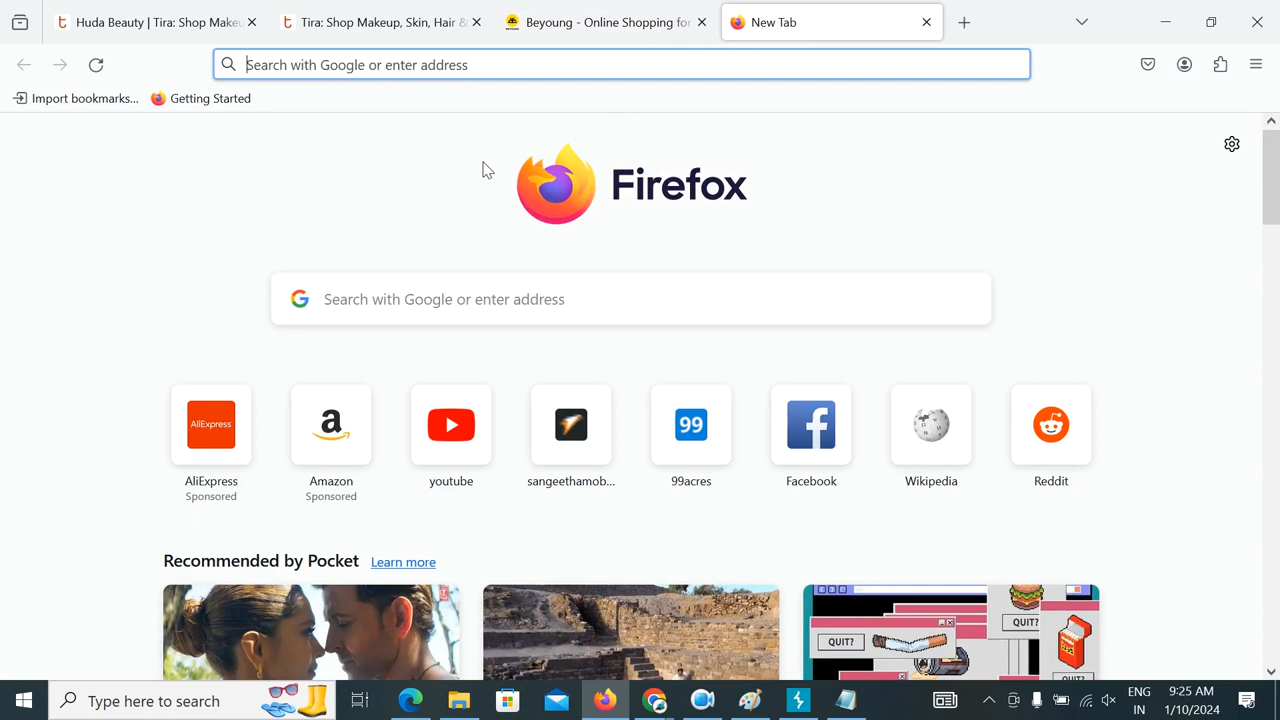 Huda Beauty | Tira: Shop Makeu
Tira: Shop Makeup, Skin, Hair &
Beyoung - Online Shopping for
New Tab
Search with Google or enter address
Import bookmarks...
Getting Started
Firefox
Search with Google or enter address
AliExpress
99
AliExpress
Sponsored
Amazon
Sponsored
youtube
sangeethamob...
99acres
Facebook
Wikipedia
Reddit
Recommended by Pocket
Learn more
QUIT?
QUIT?
Type here to search
ENG
IN
9:25 AM
1/10/2024